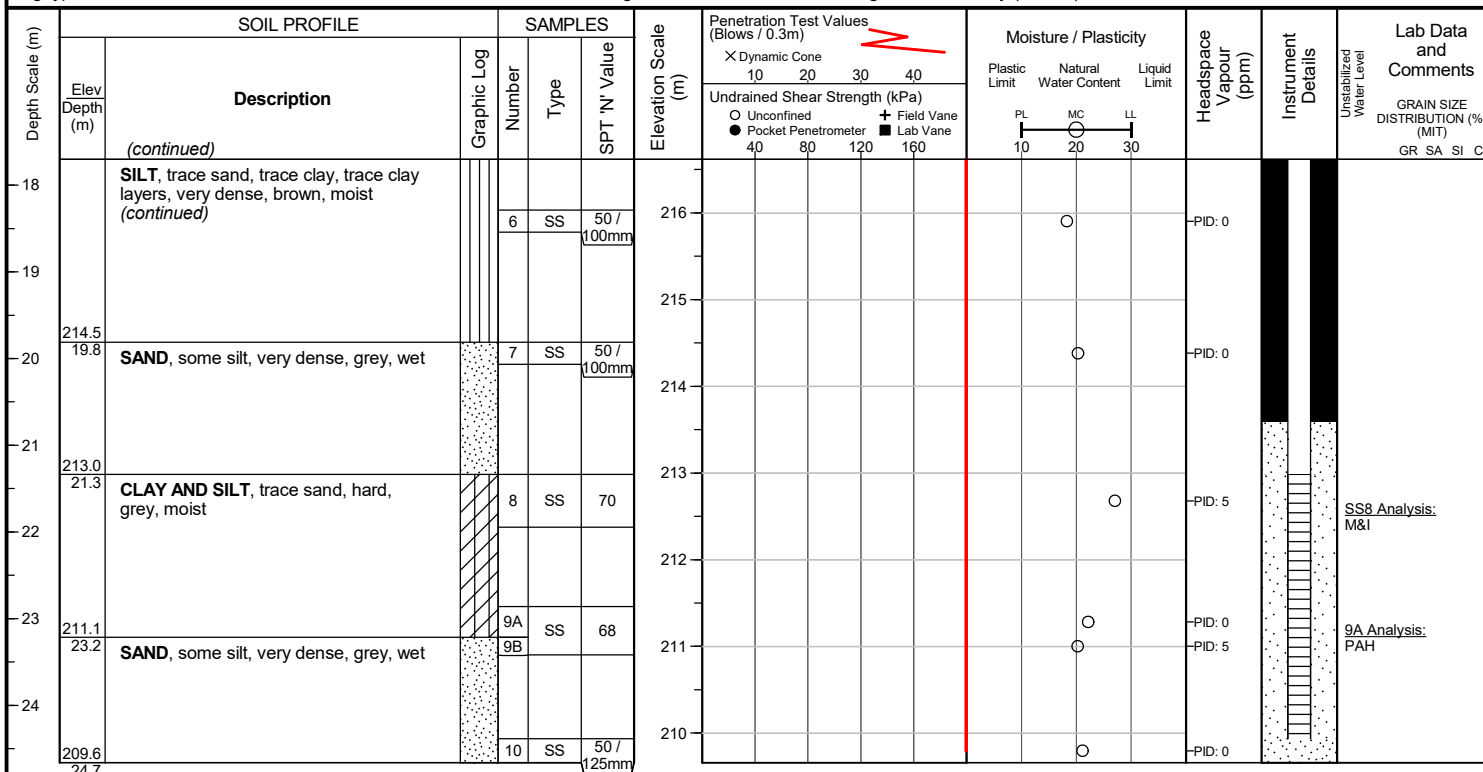 SOIL PROFILE
SAMPLES
Depth Scale (m)
Elev
Depth
(m)
Description
(continued)
Graphic Log
Number
Type
SPT 'N' Value
Elevation Scale
(m)
Penetration Test Values
(Blows / 0.3m)
× Dynamic Cone
10 20 30 40
Undrained Shear Strength (kPa)
Unconfined
Field Vane
Pocket Penetrometer
Lab Vane
40 80 120 160
Moisture / Plasticity
Plastic Limit
Natural Water Content
Liquid Limit
PL MC LL
10 20 30
Headspace
Vapour
(ppm)
Instrument
Details
Unstabilized
Water Level
Lab Data
and
Comments
GRAIN SIZE
DISTRIBUTION (%
(MIT)
GR SA SI C
18
19
20
21
22
23
24
SILT, trace sand, trace clay, trace clay
layers, very dense, brown, moist
(continued)
6 SS 50 /
100mm
216
PID: 0
215
214.5
19.8
SAND, some silt, very dense, grey, wet
7 SS 50 /
100mm
PID: 0
214
213.0
21.3
CLAY AND SILT, trace sand, hard,
grey, moist
213
8 SS 70
PID: 5
SS8 Analysis:
M&I
212
9A
SS 68
PID: 0
9A Analysis:
PAH
211.1
23.2
SAND, some silt, very dense, grey, wet
9B
211
PID: 5
210
10 SS 50 /
125mm
PID: 0
209.6
24.7